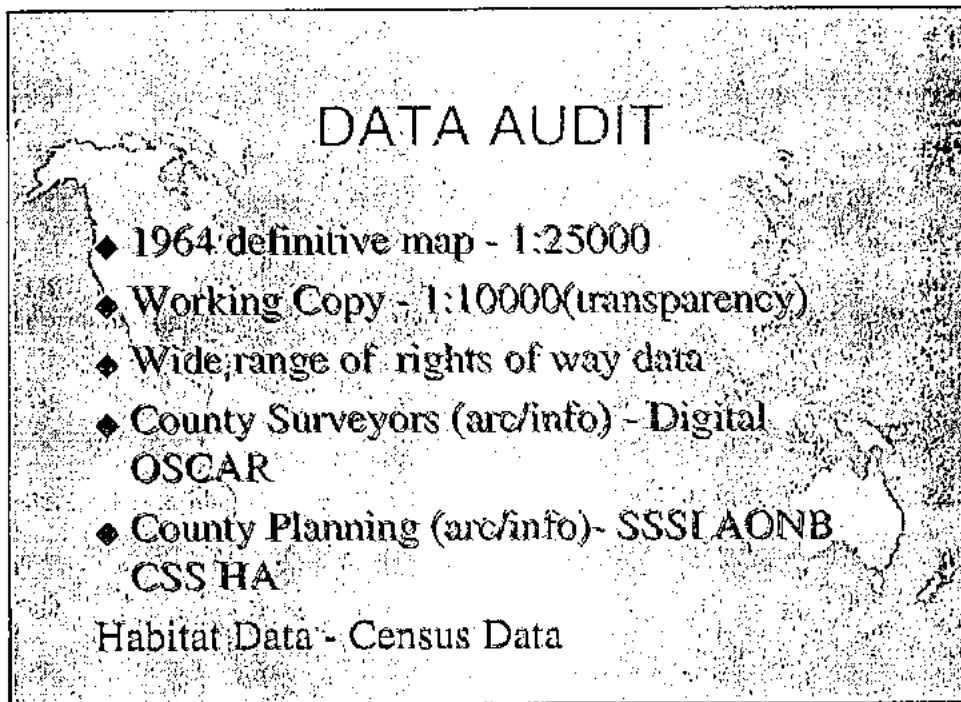 DATA AUDIT
◆ 1964 definitive map - 1:25000
◆ Working Copy - 1:10000(transparency)
◆ Wide range of rights of way data
◆ County Surveyors (arc/info) - Digital
OSCAR
◆ County Planning (arc/info)- SSSI AONB
CSS HA
Habitat Data - Census Data